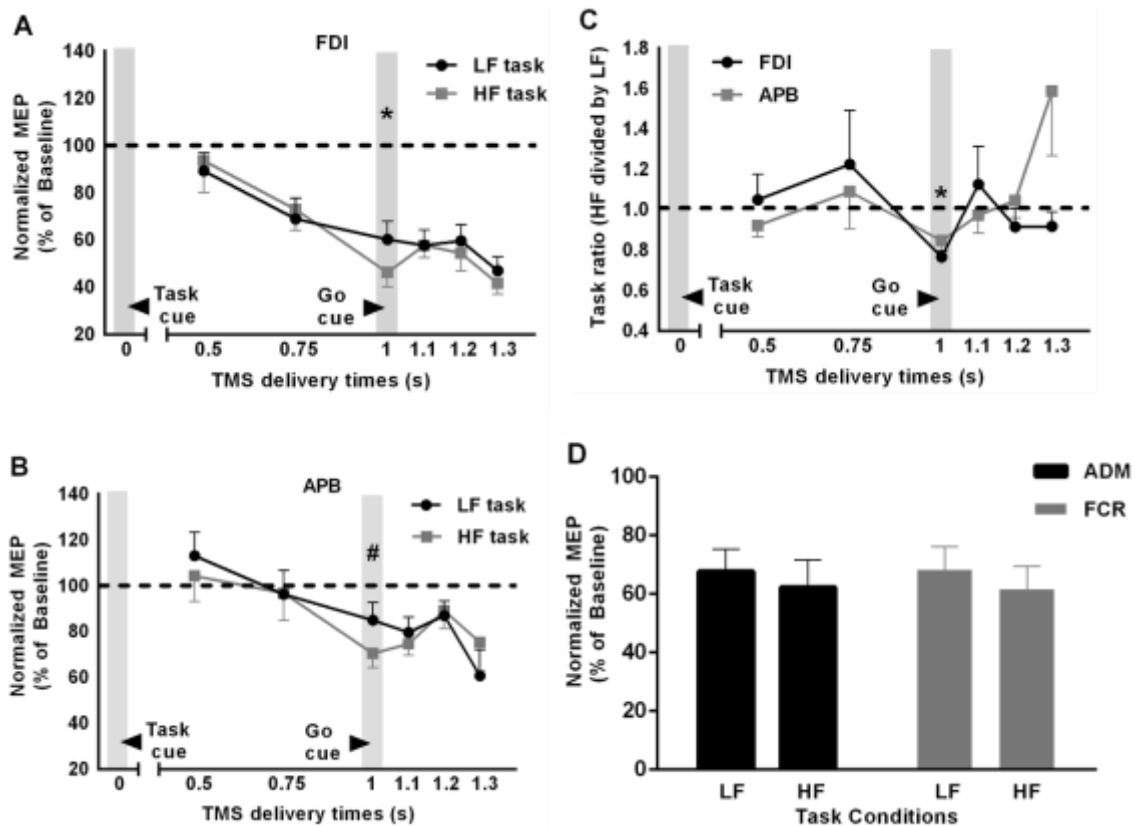 A
FDI
LF task
HF task
*
Normalized MEP
(% of Baseline)
140
120
100
80
60
40
20
Task
cue
Go
cue
0
0.5
0.75
1
1.1
1.2
1.3
TMS delivery times (s)
C
FDI
APB
*
Task ratio (HF divided by LF)
1.8
1.6
1.4
1.2
1.0
0.8
0.6
0.4
Task
cue
Go
cue
0
0.5
0.75
1
1.1
1.2
1.3
TMS delivery times (s)
B
APB
LF task
HF task
#
Normalized MEP
(% of Baseline)
140
120
100
80
60
40
20
Task
cue
Go
cue
0
0.5
0.75
1
1.1
1.2
1.3
TMS delivery times (s)
D
ADM
FCR
Normalized MEP
(% of Baseline)
100
80
60
40
20
0
LF
HF
LF
HF
Task Conditions